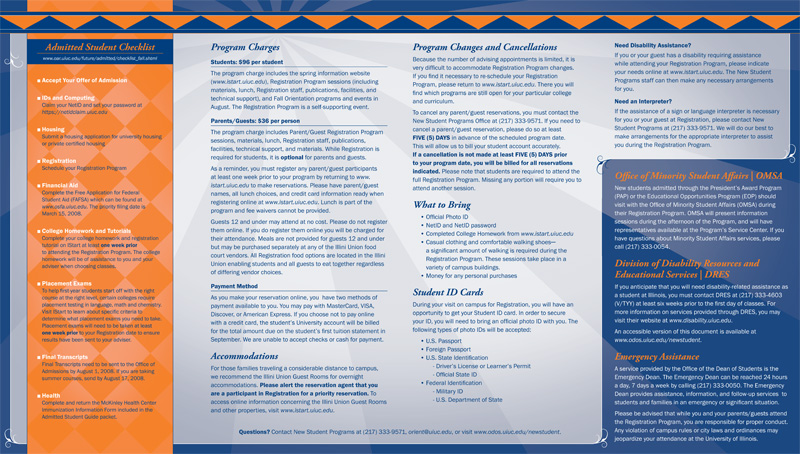 Admitted Student Checklist
www.oar.uiuc.edu/future/admitted/checklist_fall.shtml
Accept Your Offer of Admission
IDs and Computing
Claim your NetID and set your password at
https://netidclaim.uiuc.edu/
Housing
Submit a housing application for university housing
or private certified housing
Registration
Schedule your Registration Program
Financial Aid
Complete the Free Application for Federal
Student Aid (FAFSA) which can be found at
www.osfa.uiuc.edu. The priority filing date is
March 15, 2008.
College Homework and Tutorials
Complete your college homework and registration
tutorial on iStart at least one week prior
to attending the Registration Program. The college
homework will be of assistance to you and your
adviser when choosing classes.
Placement Exams
To help first year students start off with the right
course at the right level, certain colleges require
placement testing in language, math and chemistry.
Visit iStart to learn about specific criteria to
determine what placement exams you need to take.
Placement exams will need to be taken at least
one week prior to your Registration date to ensure
results have been sent to your adviser.
Final Transcripts
Final Transcripts need to be sent to the Office of
Admissions by August 1, 2008. If you are taking
summer courses, send by August 17, 2008.
Health
Complete and return the McKinley Health Center
Immunization Information Form included in the
Admitted Student Guide packet.
Program Charges
Students: $96 per student
The program charge includes the spring information website
(www.istart.uiuc.edu), Registration Program sessions (including
materials, lunch, Registration staff, publications, facilities, and
technical support), and Fall Orientation programs and events in
August. The Registration Program is a self-supporting event.
Parents/Guests: $36 per person
The program charge includes Parent/Guest Registration Program
sessions, materials, lunch, Registration staff, publications,
facilities, technical support, and materials. While Registration is
required for students, it is optional for parents and guests.
As a reminder, you must register any parent/guest participants
at least one week prior to your program by returning to www.
istart.uiuc.edu to make reservations. Please have parent/guest
names, all lunch choices, and credit card information ready when
registering online at www.istart.uiuc.edu. Lunch is part of the
program and fee waivers cannot be provided.
Guests 12 and under may attend at no cost. Please do not register
them online. If you do register them online you will be charged for
their attendance. Meals are not provided for guests 12 and under
but may be purchased separately at any of the Illini Union food
court vendors. All Registration food options are located in the Illini
Union enabling students and all guests to eat together regardless
of differing vendor choices.
Payment Method
As you make your reservation online, you have two methods of
payment available to you. You may pay with MasterCard, VISA,
Discover, or American Express. If you choose not to pay online
with a credit card, the student's University account will be billed
for the total amount due on the student's first tuition statement in
September. We are unable to accept checks or cash for payment.
Accommodations
For those families traveling a considerable distance to campus,
we recommend the Illini Union Guest Rooms for overnight
accommodations. Please alert the reservation agent that you
are a participant in Registration for a priority reservation. To
access online information concerning the Illini Union Guest Rooms
and other properties, visit www.istart.uiuc.edu.
Program Changes and Cancellations
Because the number of advising appointments is limited, it is
very difficult to accommodate Registration Program changes.
If you find it necessary to re-schedule your Registration
Program, please return to www.istart.uiuc.edu. There you will
find which programs are still open for your particular college
and curriculum.
To cancel any parent/guest reservations, you must contact the
New Student Programs Office at (217) 333-9571. If you need to
cancel a parent/guest reservation, please do so at least
FIVE (5) DAYS in advance of the scheduled program date.
This will allow us to bill your student account accurately.
If a cancellation is not made at least FIVE (5) DAYS prior
to your program date, you will be billed for all reservations
indicated. Please note that students are required to attend the
full Registration Program. Missing any portion will require you to
attend another session.
What to Bring
• Official Photo ID
• NetID and NetID password
• Completed College Homework from www.istart.uiuc.edu
• Casual clothing and comfortable walking shoes—
a significant amount of walking is required during the
Registration Program. These sessions take place in a
variety of campus buildings.
• Money for any personal purchases
Student ID Cards
During your visit on campus for Registration, you will have an
opportunity to get your Student ID card. In order to secure
your ID, you will need to bring an official photo ID with you. The
following types of photo IDs will be accepted:
• U.S. Passport
• Foreign Passport
• U.S. State Identification
- Driver's License or Learner's Permit
- Official State ID
• Federal Identification
- Military ID
- U.S. Department of State
Need Disability Assistance?
If you or your guest has a disability requiring assistance
while attending your Registration Program, please indicate
your needs online at www.istart.uiuc.edu. The New Student
Programs staff can then make any necessary arrangements
for you.
Need an Interpreter?
If the assistance of a sign or language interpreter is necessary
for you or your guest at Registration, please contact New
Student Programs at (217) 333-9571. We will do our best to
make arrangements for the appropriate interpreter to assist
you during the Registration Program.
Office of Minority Student Affairs | OMSA
New students admitted through the President's Award Program
(PAP) or the Educational Opportunities Program (EOP) should
visit with the Office of Minority Student Affairs (OMSA) during
their Registration Program. OMSA will present information
sessions during the afternoon of the Program, and will have
representatives available at the Program's Service Center. If you
have questions about Minority Student Affairs services, please
call (217) 333-0054.
Division of Disability Resources and
Educational Services | DRES
If you anticipate that you will need disability-related assistance as
a student at Illinois, you must contact DRES at (217) 333-4603
(V/TTY) at least six weeks prior to the first day of classes. For
more information on services provided through DRES, you may
visit their website at www.disability.uiuc.edu.
An accessible version of this document is available at
www.odos.uiuc.edu/newstudent.
Emergency Assistance
A service provided by the Office of the Dean of Students is the
Emergency Dean. The Emergency Dean can be reached 24 hours
a day, 7 days a week by calling (217) 333-0050. The Emergency
Dean provides assistance, information, and follow-up services to
students and families in an emergency or significant situation.
Please be advised that while you and your parents/guests attend
the Registration Program, you are responsible for proper conduct.
Any violation of campus rules or city laws and ordinances may
jeopardize your attendance at the University of Illinois.
Questions? Contact New Student Programs at (217) 333-9571, orient@uiuc.edu, or visit www.odos.uiuc.edu/newstudent.